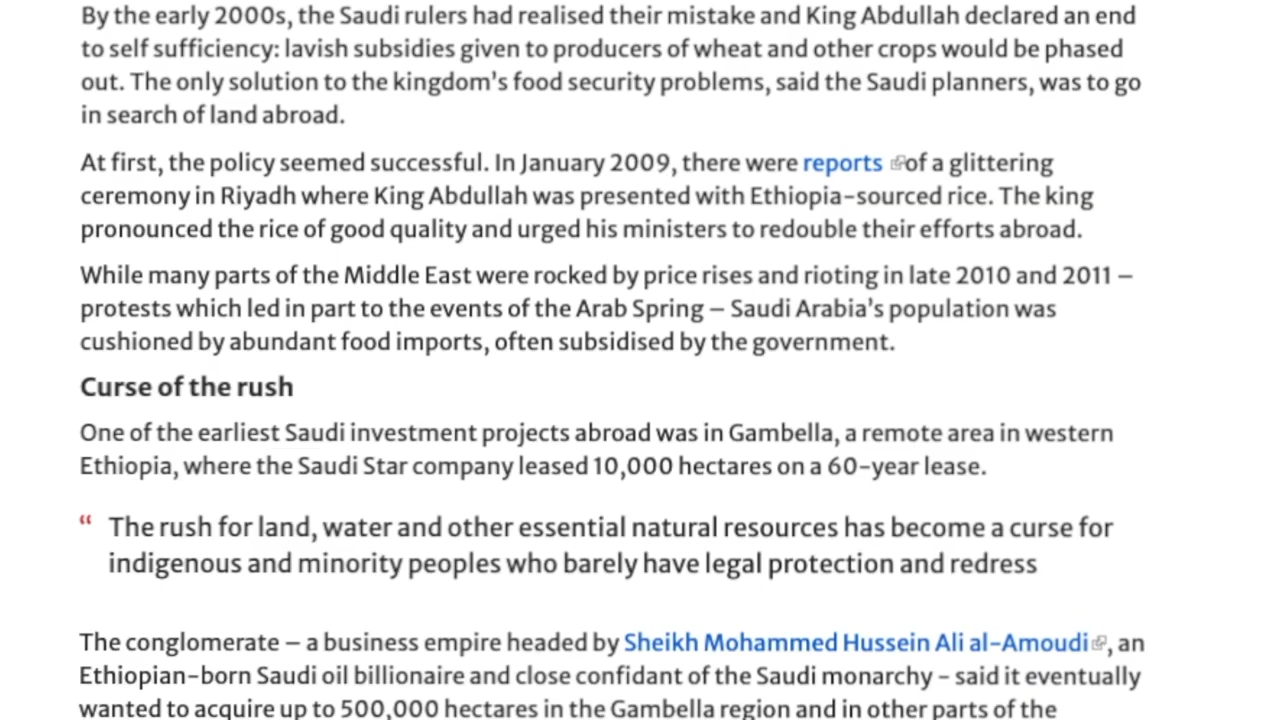 By the early 2000s, the Saudi rulers had realised their mistake and King Abdullah declared an end
to self sufficiency: lavish subsidies given to producers of wheat and other crops would be phased
out. The only solution to the kingdom's food security problems, said the Saudi planners, was to go
in search of land abroad.
At first, the policy seemed successful. In January 2009, there were reports of a glittering
ceremony in Riyadh where King Abdullah was presented with Ethiopia-sourced rice. The king
pronounced the rice of good quality and urged his ministers to redouble their efforts abroad.
While many parts of the Middle East were rocked by price rises and rioting in late 2010 and 2011 –
protests which led in part to the events of the Arab Spring – Saudi Arabia's population was
cushioned by abundant food imports, often subsidised by the government.
Curse of the rush
One of the earliest Saudi investment projects abroad was in Gambella, a remote area in western
Ethiopia, where the Saudi Star company leased 10,000 hectares on a 60-year lease.
“ The rush for land, water and other essential natural resources has become a curse for
indigenous and minority peoples who barely have legal protection and redress
The conglomerate – a business empire headed by Sheikh Mohammed Hussein Ali al-Amoudi, an
Ethiopian-born Saudi oil billionaire and close confidant of the Saudi monarchy - said it eventually
wanted to acquire up to 500,000 hectares in the Gambella region and in other parts of the